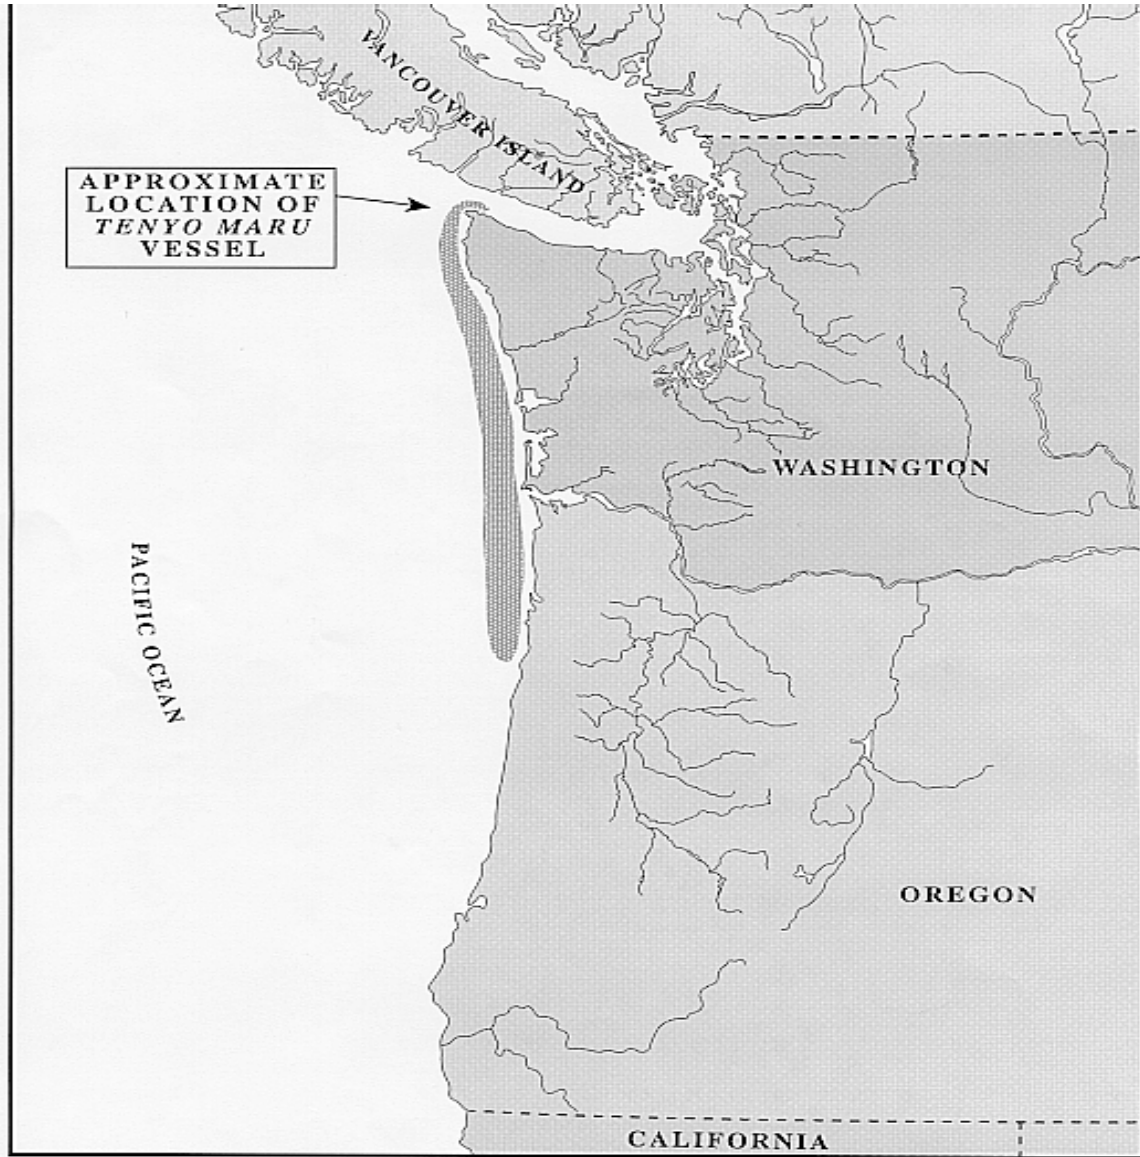 VANCOUVER ISLAND
APPROXIMATE
LOCATION OF
TENYO MARU
VESSEL
WASHINGTON
PACIFIC OCEAN
OREGON
CALIFORNIA